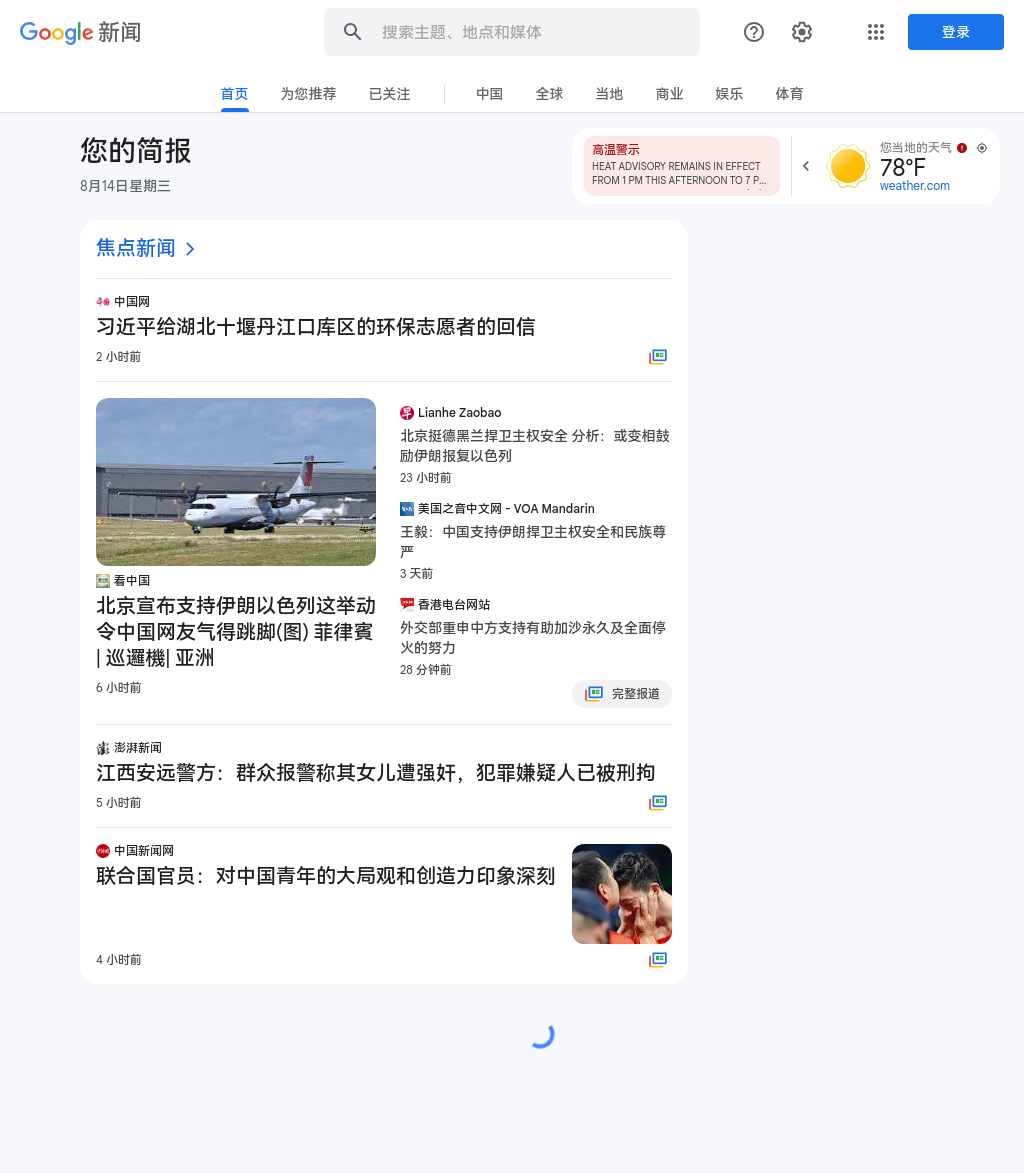 Google 新闻
搜索主题、地点和媒体
登录
首页 为您推荐 已关注 中国 全球 当地 商业 娱乐 体育
您的简报
8月14日星期三
高温警示
HEAT ADVISORY REMAINS IN EFFECT
FROM 1 PM THIS AFTERNOON TO 7 P…
您当地的天气
78°F
weather.com
焦点新闻
中国网
习近平给湖北十堰丹江口库区的环保志愿者的回信
2 小时前
看中国
北京宣布支持伊朗以色列这举动
令中国网友气得跳脚(图) 菲律賓
| 巡邏機| 亚洲
6 小时前
Lianhe Zaobao
北京挺德黑兰捍卫主权安全 分析：或变相鼓
励伊朗报复以色列
23 小时前
美国之音中文网 - VOA Mandarin
王毅：中国支持伊朗捍卫主权安全和民族尊
严
3 天前
香港电台网站
外交部重申中方支持有助加沙永久及全面停
火的努力
28 分钟前
完整报道
澎湃新闻
江西安远警方：群众报警称其女儿遭强奸，犯罪嫌疑人已被刑拘
5 小时前
中国新闻网
联合国官员：对中国青年的大局观和创造力印象深刻
4 小时前